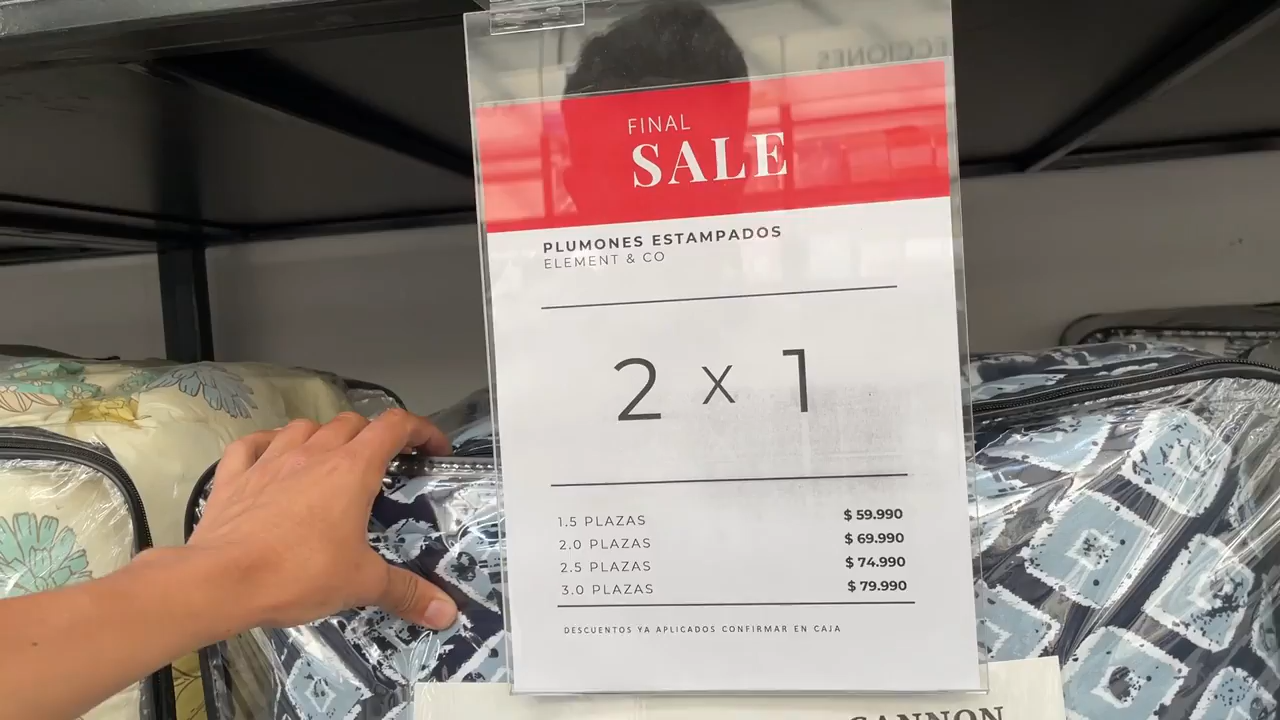 FINAL
SALE
PLUMONES ESTAMPADOS
ELEMENT & CO
2 x 1
1.5 PLAZAS $ 59.990
2.0 PLAZAS $ 69.990
2.5 PLAZAS $ 74.990
3.0 PLAZAS $ 79.990
DESCUENTOS YA APLICADOS CONFIRMAR EN CAJA
CANNON